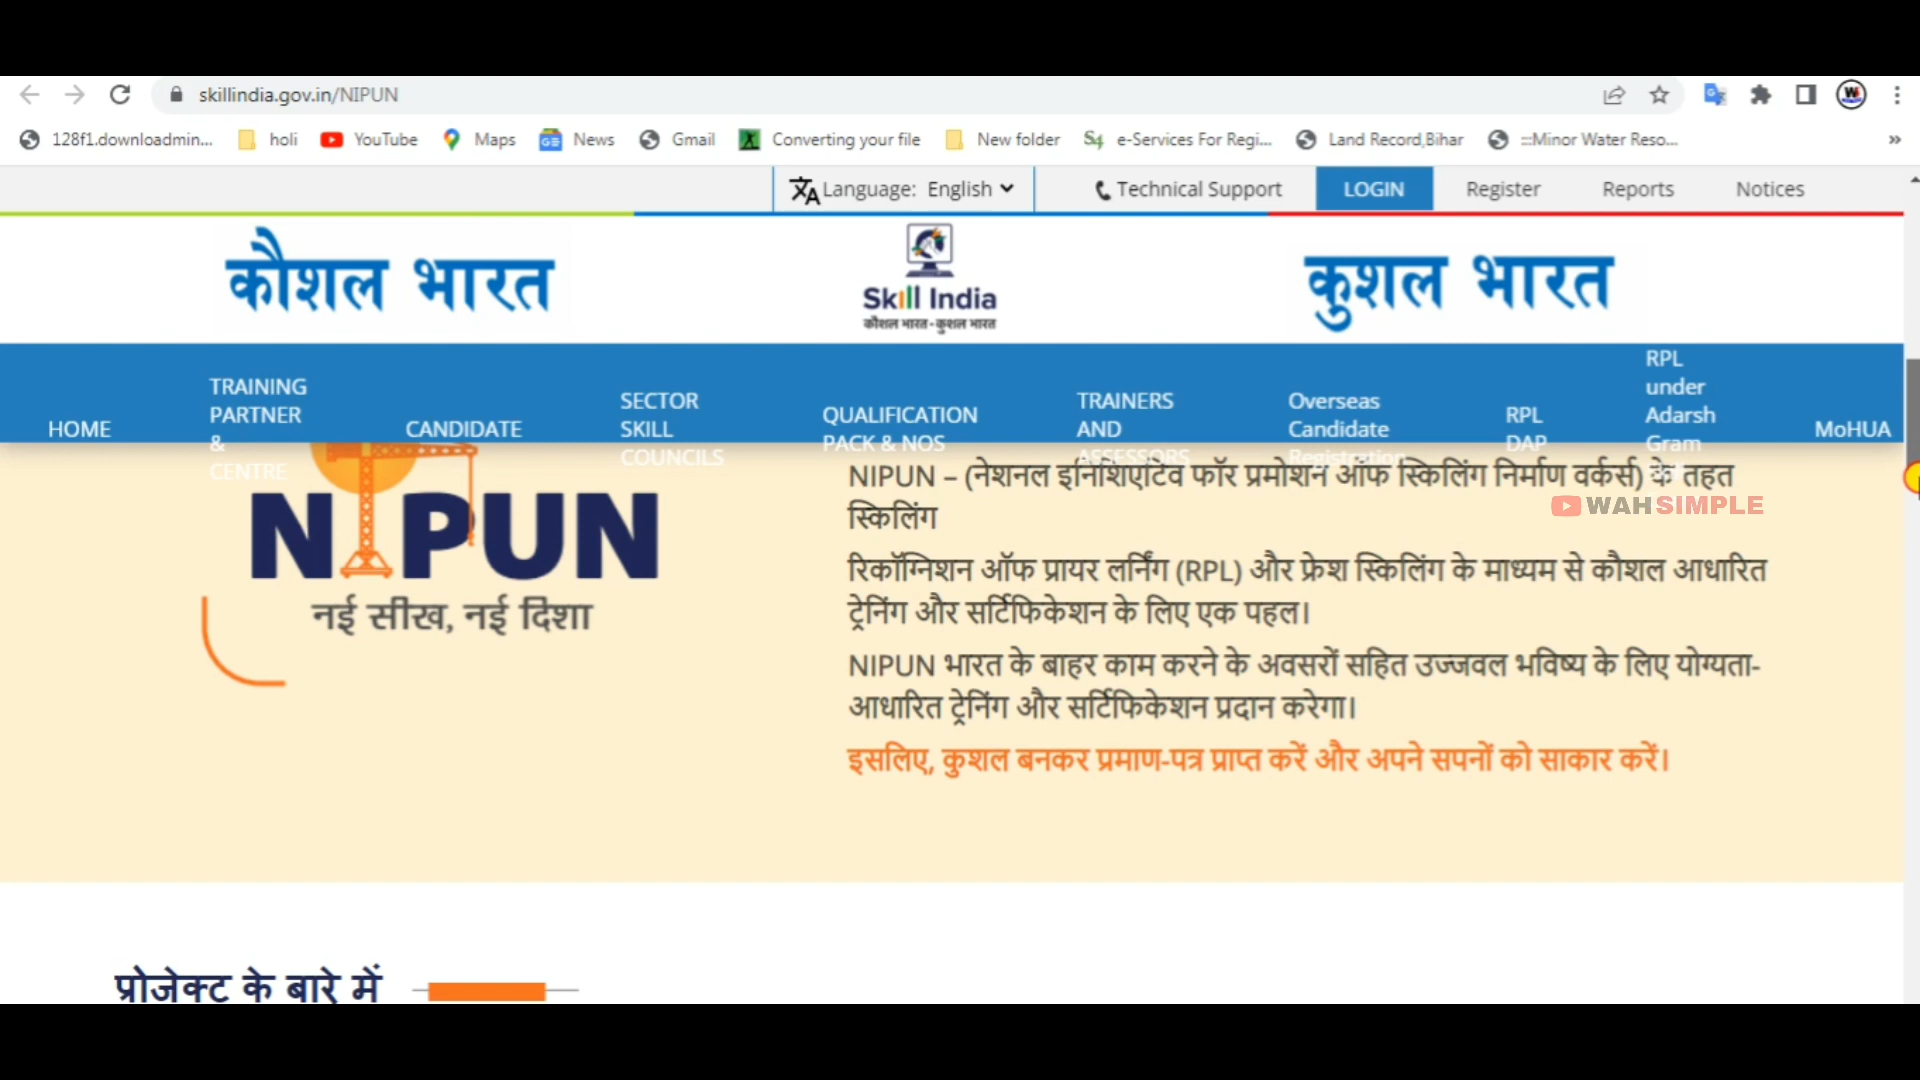 skillindia.gov.in/NIPUN
128f1.downloadmin... holi YouTube Maps News Gmail Converting your file New folder e-Services For Regi... Land Record,Bihar :::Minor Water Reso... »
Language: English Technical Support LOGIN Register Reports Notices
कौशल भारत
Skill India
कौशल भारत - कुशल भारत
कुशल भारत
HOME
TRAINING
PARTNER
&
CENTRE
CANDIDATE
SECTOR
SKILL
COUNCILS
QUALIFICATION
PACK & NOS
TRAINERS
AND
ASSESSORS
Overseas
Candidate
Registration
RPL
DAP
RPL
under
Adarsh
Gram
MoHUA
NIPUN
नई सीख, नई दिशा
NIPUN – (नेशनल इनिशिएटिव फॉर प्रमोशन ऑफ स्किलिंग निर्माण वर्कर्स) के तहत
स्किलिंग
WAHSIMPLE
रिकॉग्निशन ऑफ प्रायर लर्निंग (RPL) और फ्रेश स्किलिंग के माध्यम से कौशल आधारित
ट्रेनिंग और सर्टिफिकेशन के लिए एक पहल।
NIPUN भारत के बाहर काम करने के अवसरों सहित उज्जवल भविष्य के लिए योग्यता-
आधारित ट्रेनिंग और सर्टिफिकेशन प्रदान करेगा।
इसलिए, कुशल बनकर प्रमाण-पत्र प्राप्त करें और अपने सपनों को साकार करें।
प्रोजेक्ट के बारे में